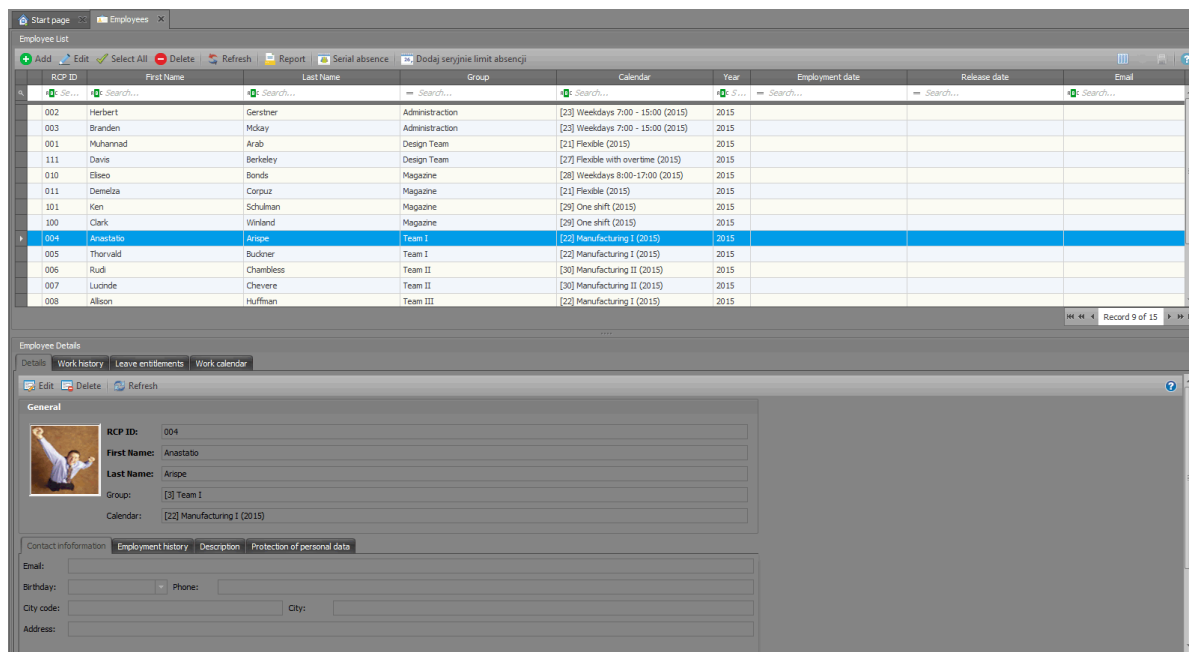 Start page Employees
Employee List
Add Edit Select All Delete Refresh Report Serial absence Dodaj seryjnie limit absencji
RCP ID First Name Last Name Group Calendar Year Employment date Release date Email
Se... Search... Search... Search... Search... S... Search... Search... Search...
002 Herbert Gerstner Administraction [23] Weekdays 7:00 - 15:00 (2015) 2015
003 Branden Mckay Administraction [23] Weekdays 7:00 - 15:00 (2015) 2015
001 Muhannad Arab Design Team [21] Flexible (2015) 2015
111 Davis Berkeley Design Team [27] Flexible with overtime (2015) 2015
010 Eliseo Bonds Magazine [28] Weekdays 8:00-17:00 (2015) 2015
011 Demelza Corpuz Magazine [21] Flexible (2015) 2015
101 Ken Schulman Magazine [29] One shift (2015) 2015
100 Clark Winland Magazine [29] One shift (2015) 2015
004 Anastatio Arispe Team I [22] Manufacturing I (2015) 2015
005 Thorvald Buckner Team I [22] Manufacturing I (2015) 2015
006 Rudi Chambless Team II [30] Manufacturing II (2015) 2015
007 Lucinde Chevere Team II [30] Manufacturing II (2015) 2015
008 Allison Huffman Team III [22] Manufacturing I (2015) 2015
Record 9 of 15
Employee Details
Details Work history Leave entitlements Work calendar
Edit Delete Refresh
General
RCP ID: 004
First Name: Anastatio
Last Name: Arispe
Group: [3] Team I
Calendar: [22] Manufacturing I (2015)
Contact infoformation Employment history Description Protection of personal data
Email:
Birthday: Phone:
City code: City:
Address: